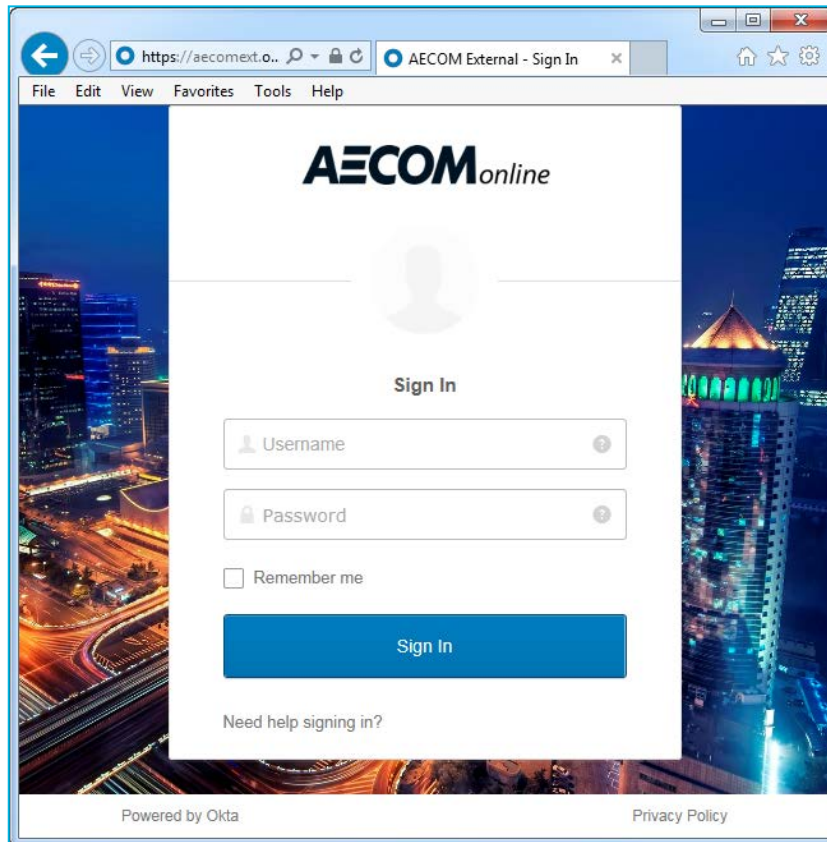 https://aecomext.o..
AECOM External - Sign In
File Edit View Favorites Tools Help
AECOM online
Sign In
Username
Password
Remember me
Sign In
Need help signing in?
Powered by Okta
Privacy Policy